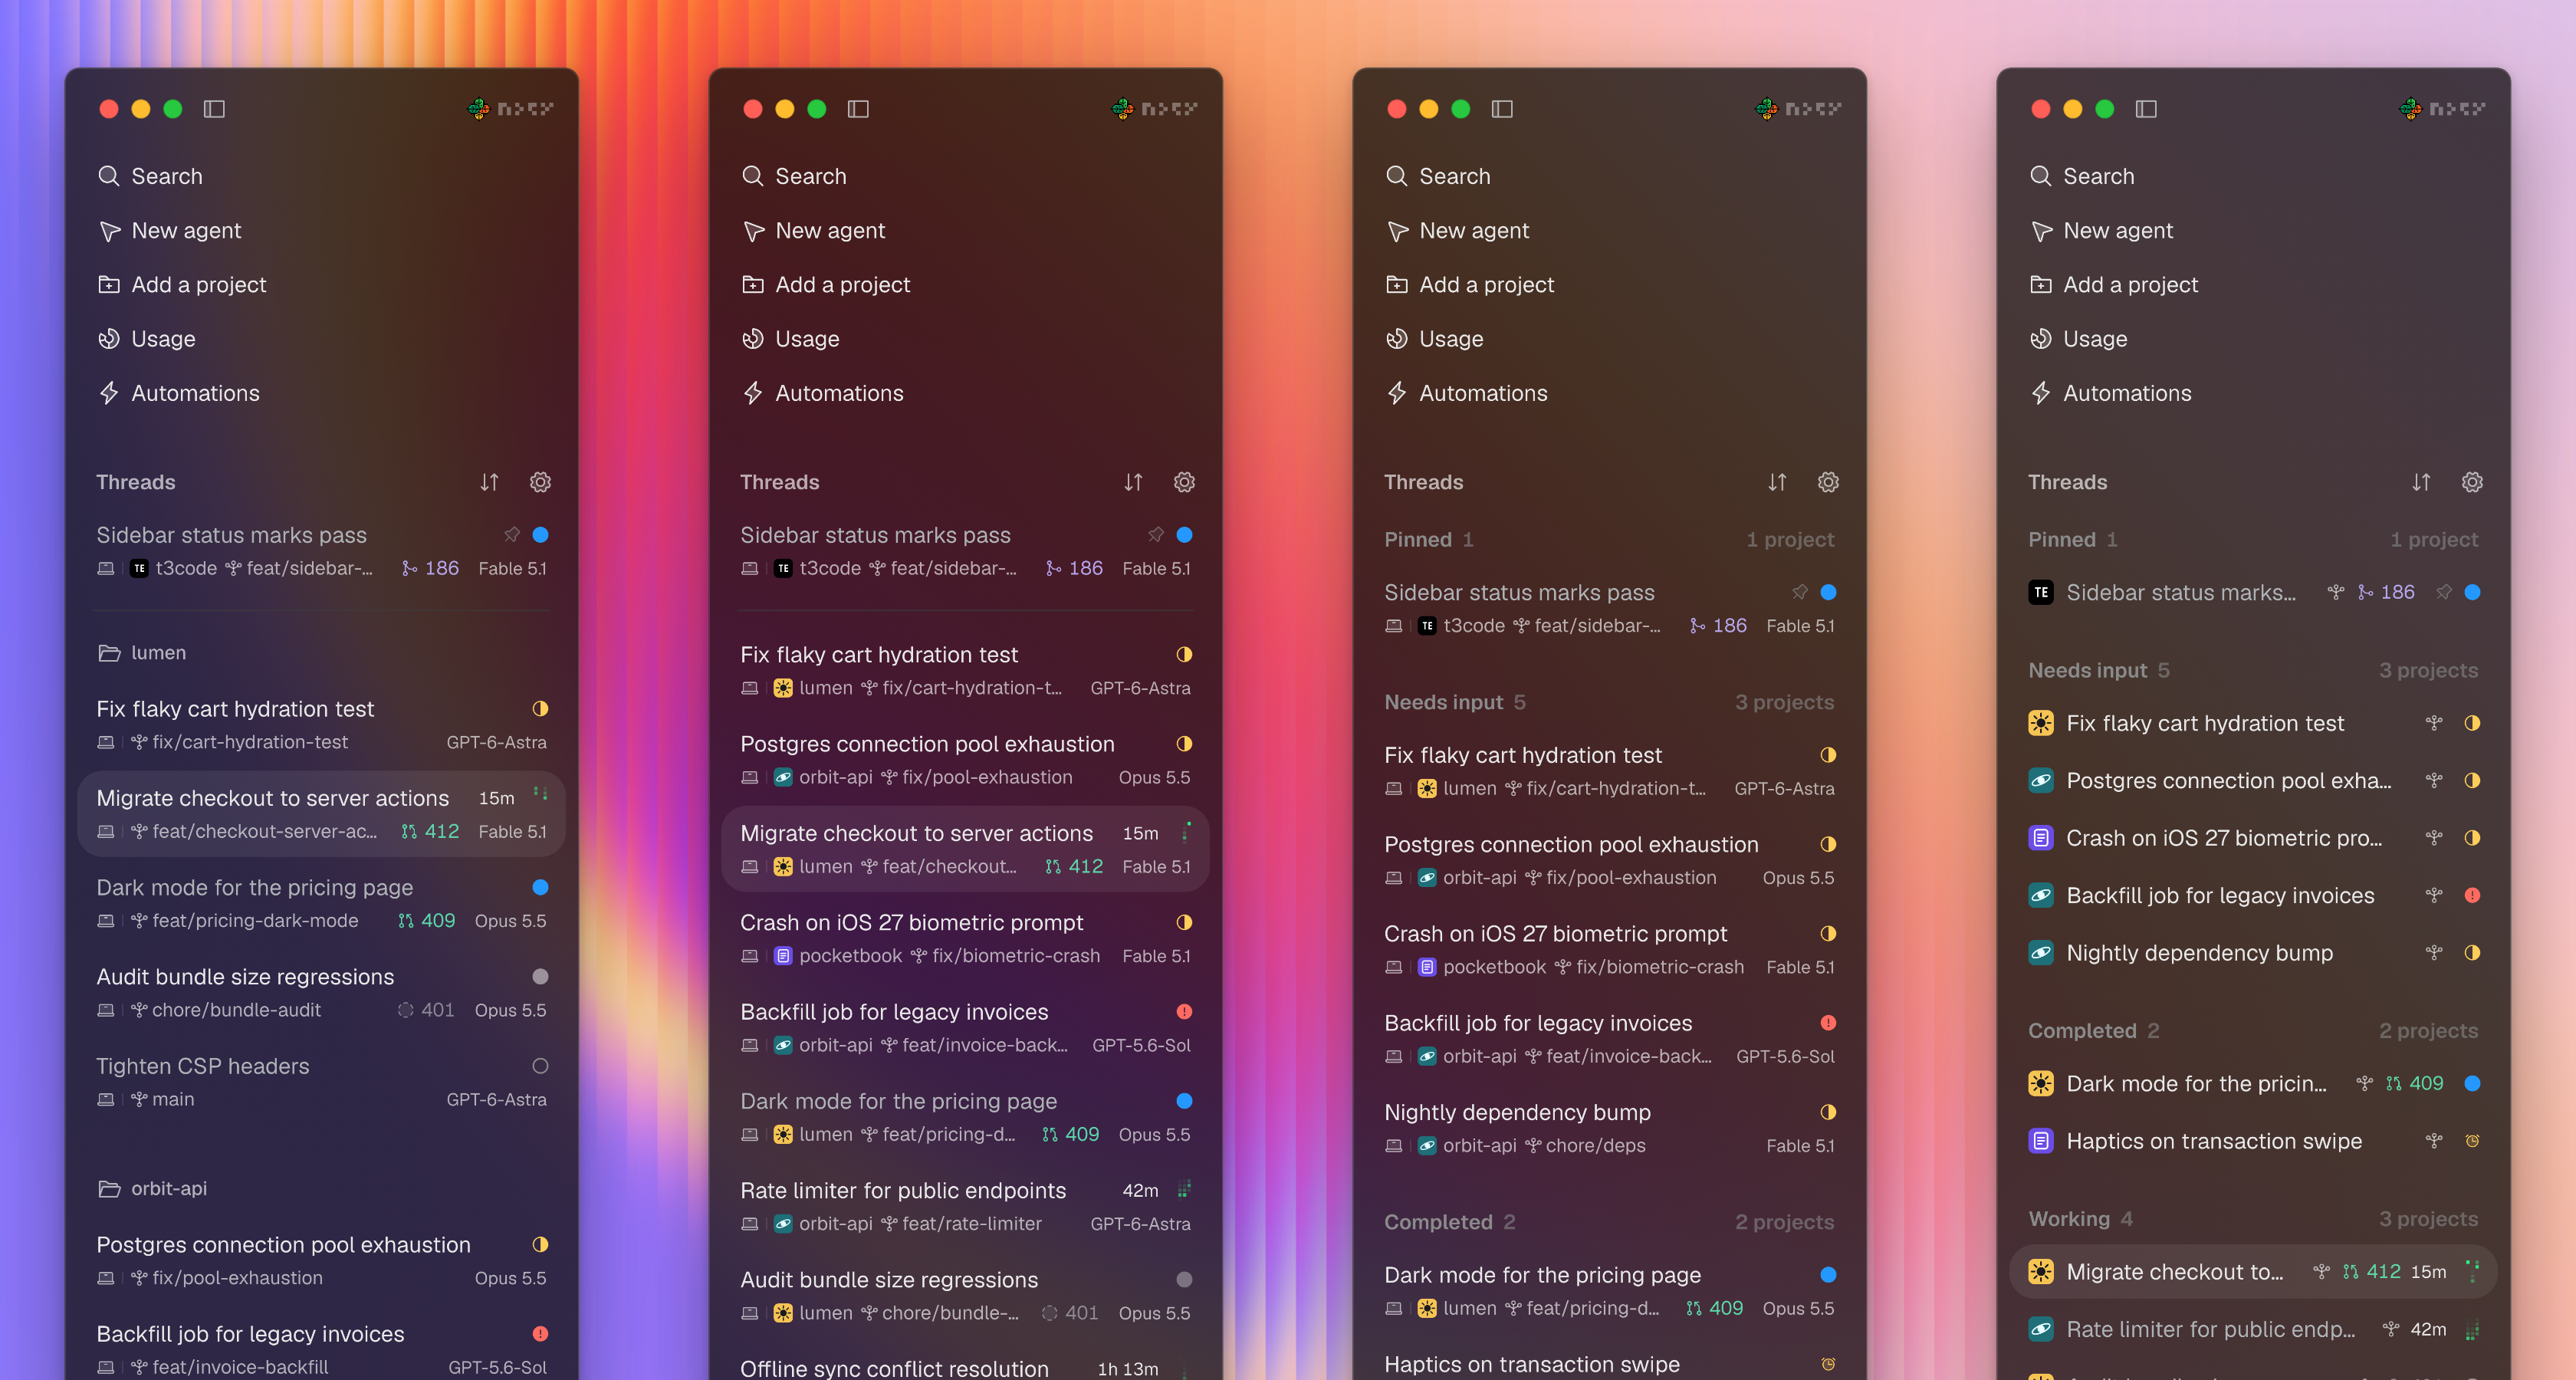 Search
New agent
Add a project
Usage
Automations
Threads
Sidebar status marks pass
TE t3code feat/sidebar-... 186 Fable 5.1
lumen
Fix flaky cart hydration test
fix/cart-hydration-test GPT-6-Astra
Migrate checkout to server actions 15m
feat/checkout-server-ac... 412 Fable 5.1
Dark mode for the pricing page
feat/pricing-dark-mode 409 Opus 5.5
Audit bundle size regressions
chore/bundle-audit 401 Opus 5.5
Tighten CSP headers
main GPT-6-Astra
orbit-api
Postgres connection pool exhaustion
fix/pool-exhaustion Opus 5.5
Backfill job for legacy invoices
feat/invoice-backfill GPT-5.6-Sol
Search
New agent
Add a project
Usage
Automations
Threads
Sidebar status marks pass
TE t3code feat/sidebar-... 186 Fable 5.1
Fix flaky cart hydration test
lumen fix/cart-hydration-t... GPT-6-Astra
Postgres connection pool exhaustion
orbit-api fix/pool-exhaustion Opus 5.5
Migrate checkout to server actions 15m
lumen feat/checkout... 412 Fable 5.1
Crash on iOS 27 biometric prompt
pocketbook fix/biometric-crash Fable 5.1
Backfill job for legacy invoices
orbit-api feat/invoice-back... GPT-5.6-Sol
Dark mode for the pricing page
lumen feat/pricing-d... 409 Opus 5.5
Rate limiter for public endpoints 42m
orbit-api feat/rate-limiter GPT-6-Astra
Audit bundle size regressions
lumen chore/bundle-... 401 Opus 5.5
Offline sync conflict resolution 1h 13m
Search
New agent
Add a project
Usage
Automations
Threads
Pinned 1 1 project
Sidebar status marks pass
TE t3code feat/sidebar-... 186 Fable 5.1
Needs input 5 3 projects
Fix flaky cart hydration test
lumen fix/cart-hydration-t... GPT-6-Astra
Postgres connection pool exhaustion
orbit-api fix/pool-exhaustion Opus 5.5
Crash on iOS 27 biometric prompt
pocketbook fix/biometric-crash Fable 5.1
Backfill job for legacy invoices
orbit-api feat/invoice-back... GPT-5.6-Sol
Nightly dependency bump
orbit-api chore/deps Fable 5.1
Completed 2 2 projects
Dark mode for the pricing page
lumen feat/pricing-d... 409 Opus 5.5
Haptics on transaction swipe
Search
New agent
Add a project
Usage
Automations
Threads
Pinned 1 1 project
TE Sidebar status marks... 186
Needs input 5 3 projects
Fix flaky cart hydration test
Postgres connection pool exha...
Crash on iOS 27 biometric pro...
Backfill job for legacy invoices
Nightly dependency bump
Completed 2 2 projects
Dark mode for the pricin... 409
Haptics on transaction swipe
Working 4 3 projects
Migrate checkout to... 412 15m
Rate limiter for public endp... 42m